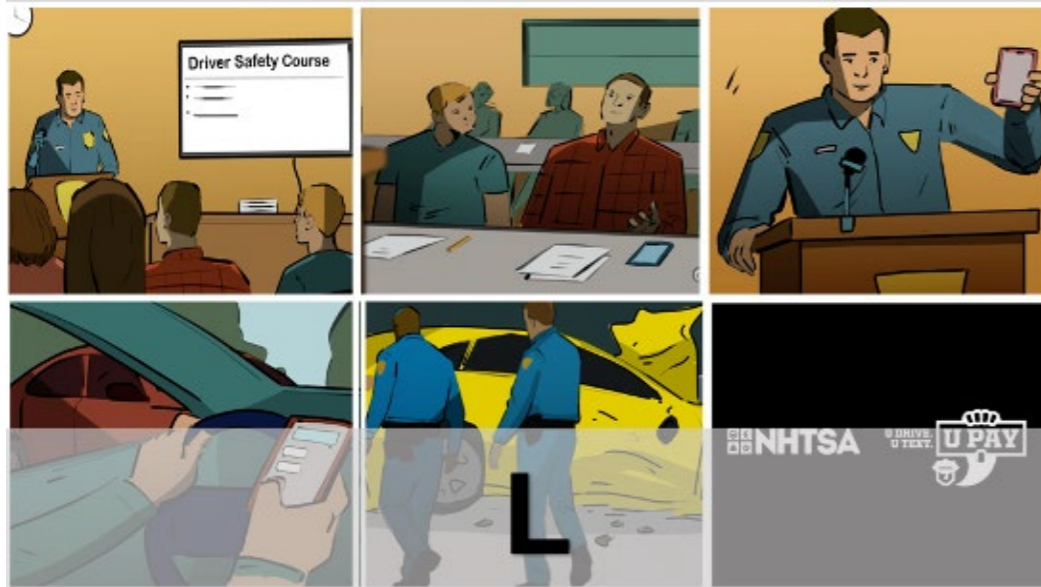 Driver Safety Course
NHTSA
U DRIVE.
U TEXT.
U PAY
L